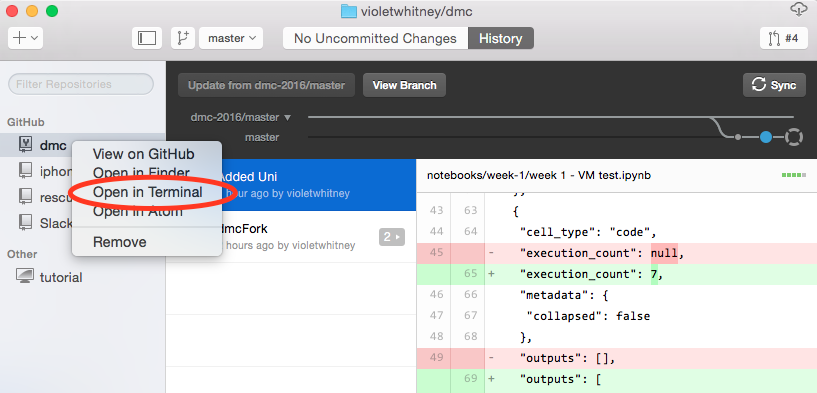 violetwhitney/dmc
master
No Uncommitted Changes
History
#4
Filter Repositories
Update from dmc-2016/master
View Branch
Sync
GitHub
dmc-2016/master
master
dmc
View on GitHub
Open in Finder
Open in Terminal
Open in Atom
Remove
Slack
Other
tutorial
Added Uni
hour ago by violetwhitney
dmcFork
hours ago by violetwhitney
2
notebooks/week-1/week 1 - VM test.ipynb
},
43 63 {
44 64 "cell_type": "code",
45 - "execution_count": null,
65 + "execution_count": 7,
46 66 "metadata": {
47 67 "collapsed": false
48 68 },
49 - "outputs": [],
69 + "outputs": [